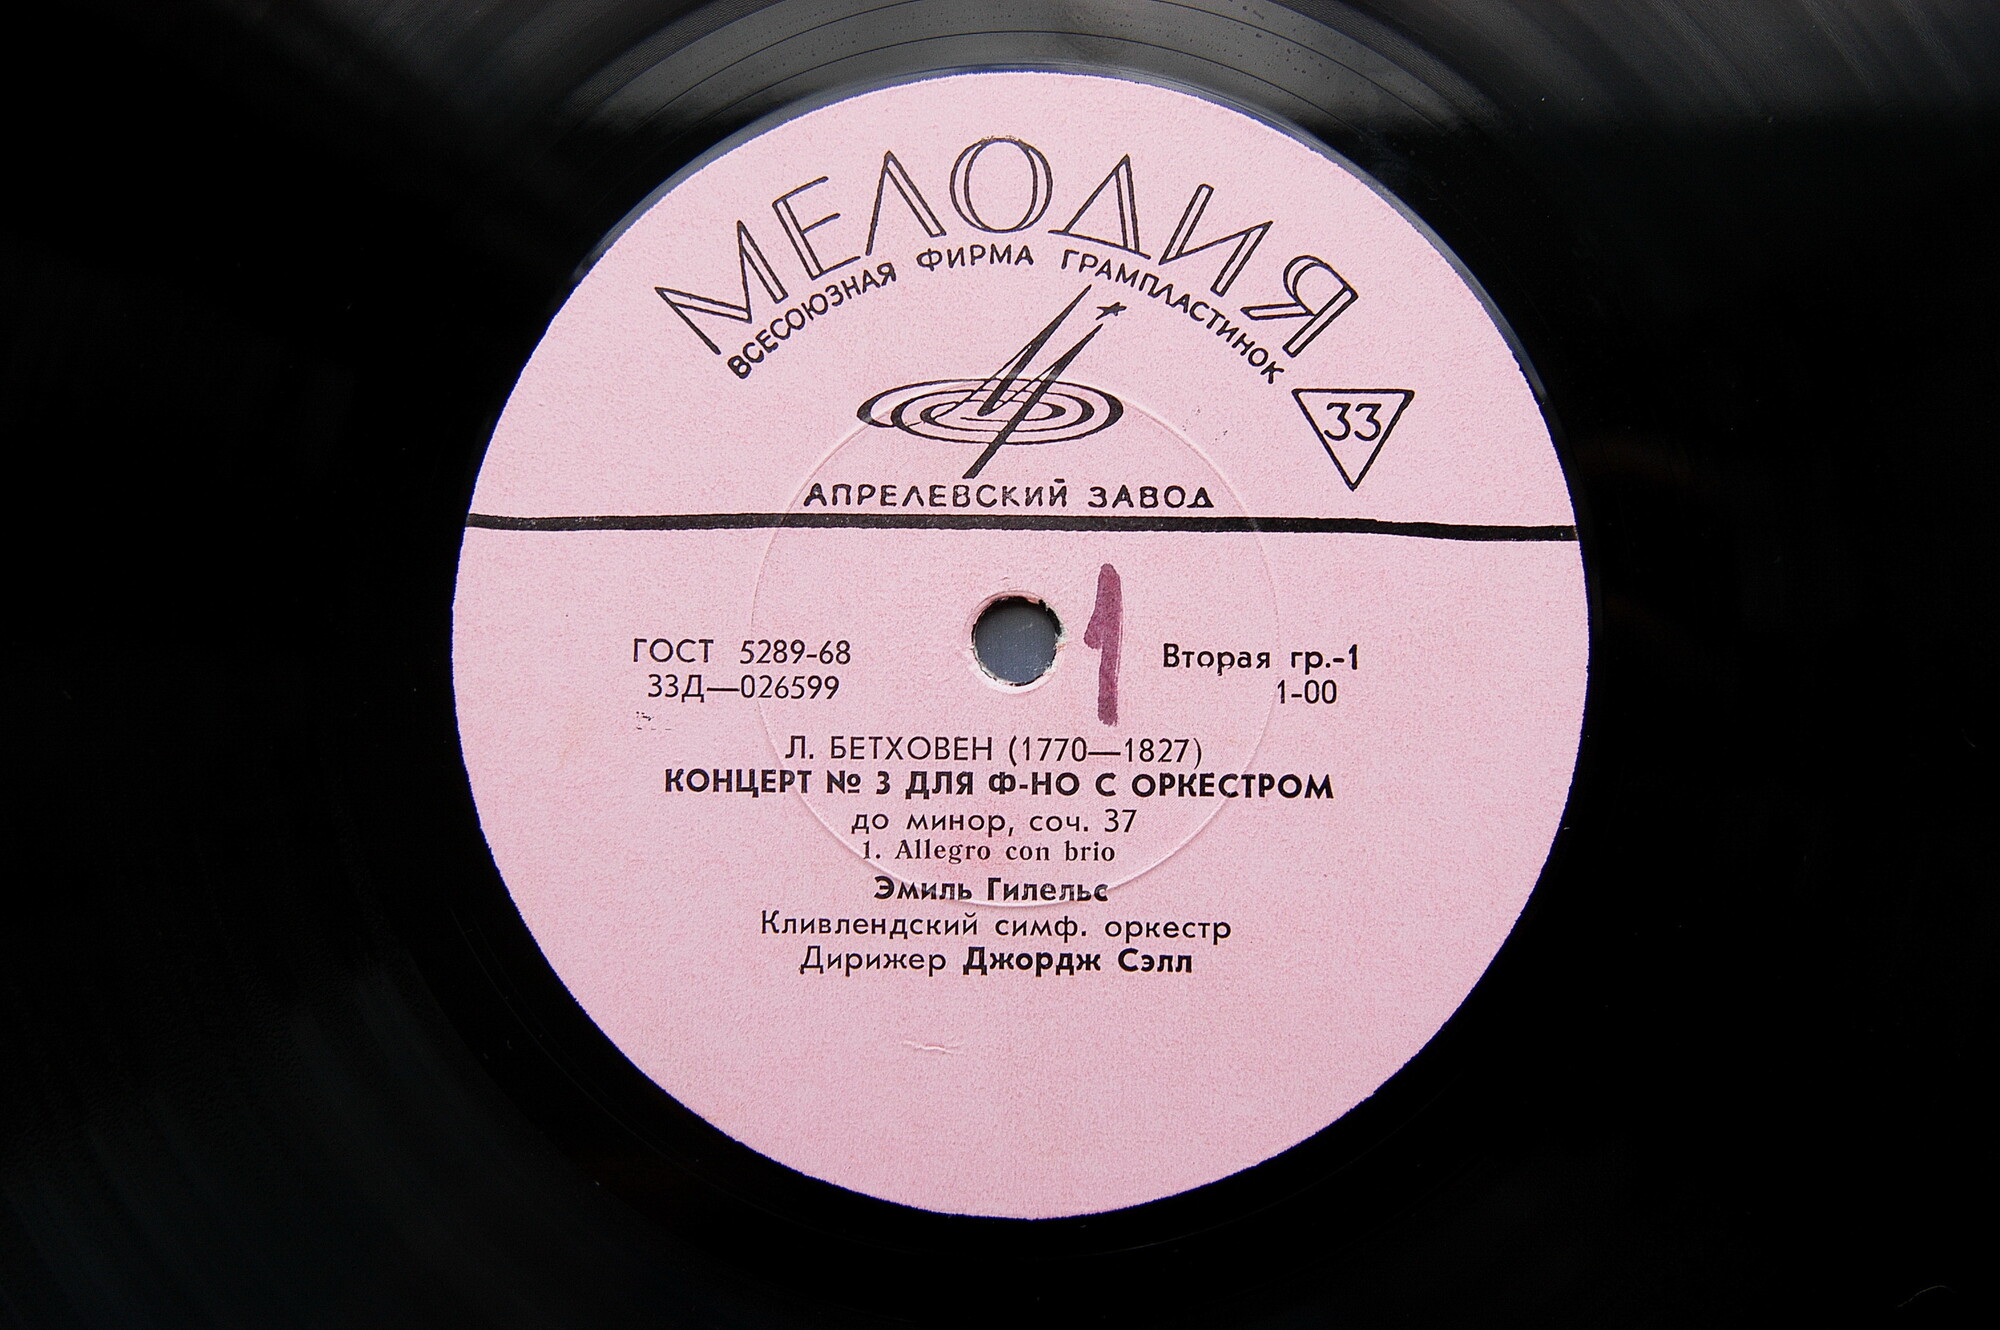 МЕЛОДИЯ
ВСЕСОЮЗНАЯ ФИРМА ГРАМПЛАСТИНОК
33
АПРЕЛЕВСКИЙ ЗАВОД
1
ГОСТ 5289-68
33Д—026599
Вторая гр.-1
1-00
Л. БЕТХОВЕН (1770—1827)
КОНЦЕРТ № 3 ДЛЯ Ф-НО С ОРКЕСТРОМ
до минор, соч. 37
1. Allegro con brio
Эмиль Гилельс
Кливлендский симф. оркестр
Дирижер Джордж Сэлл